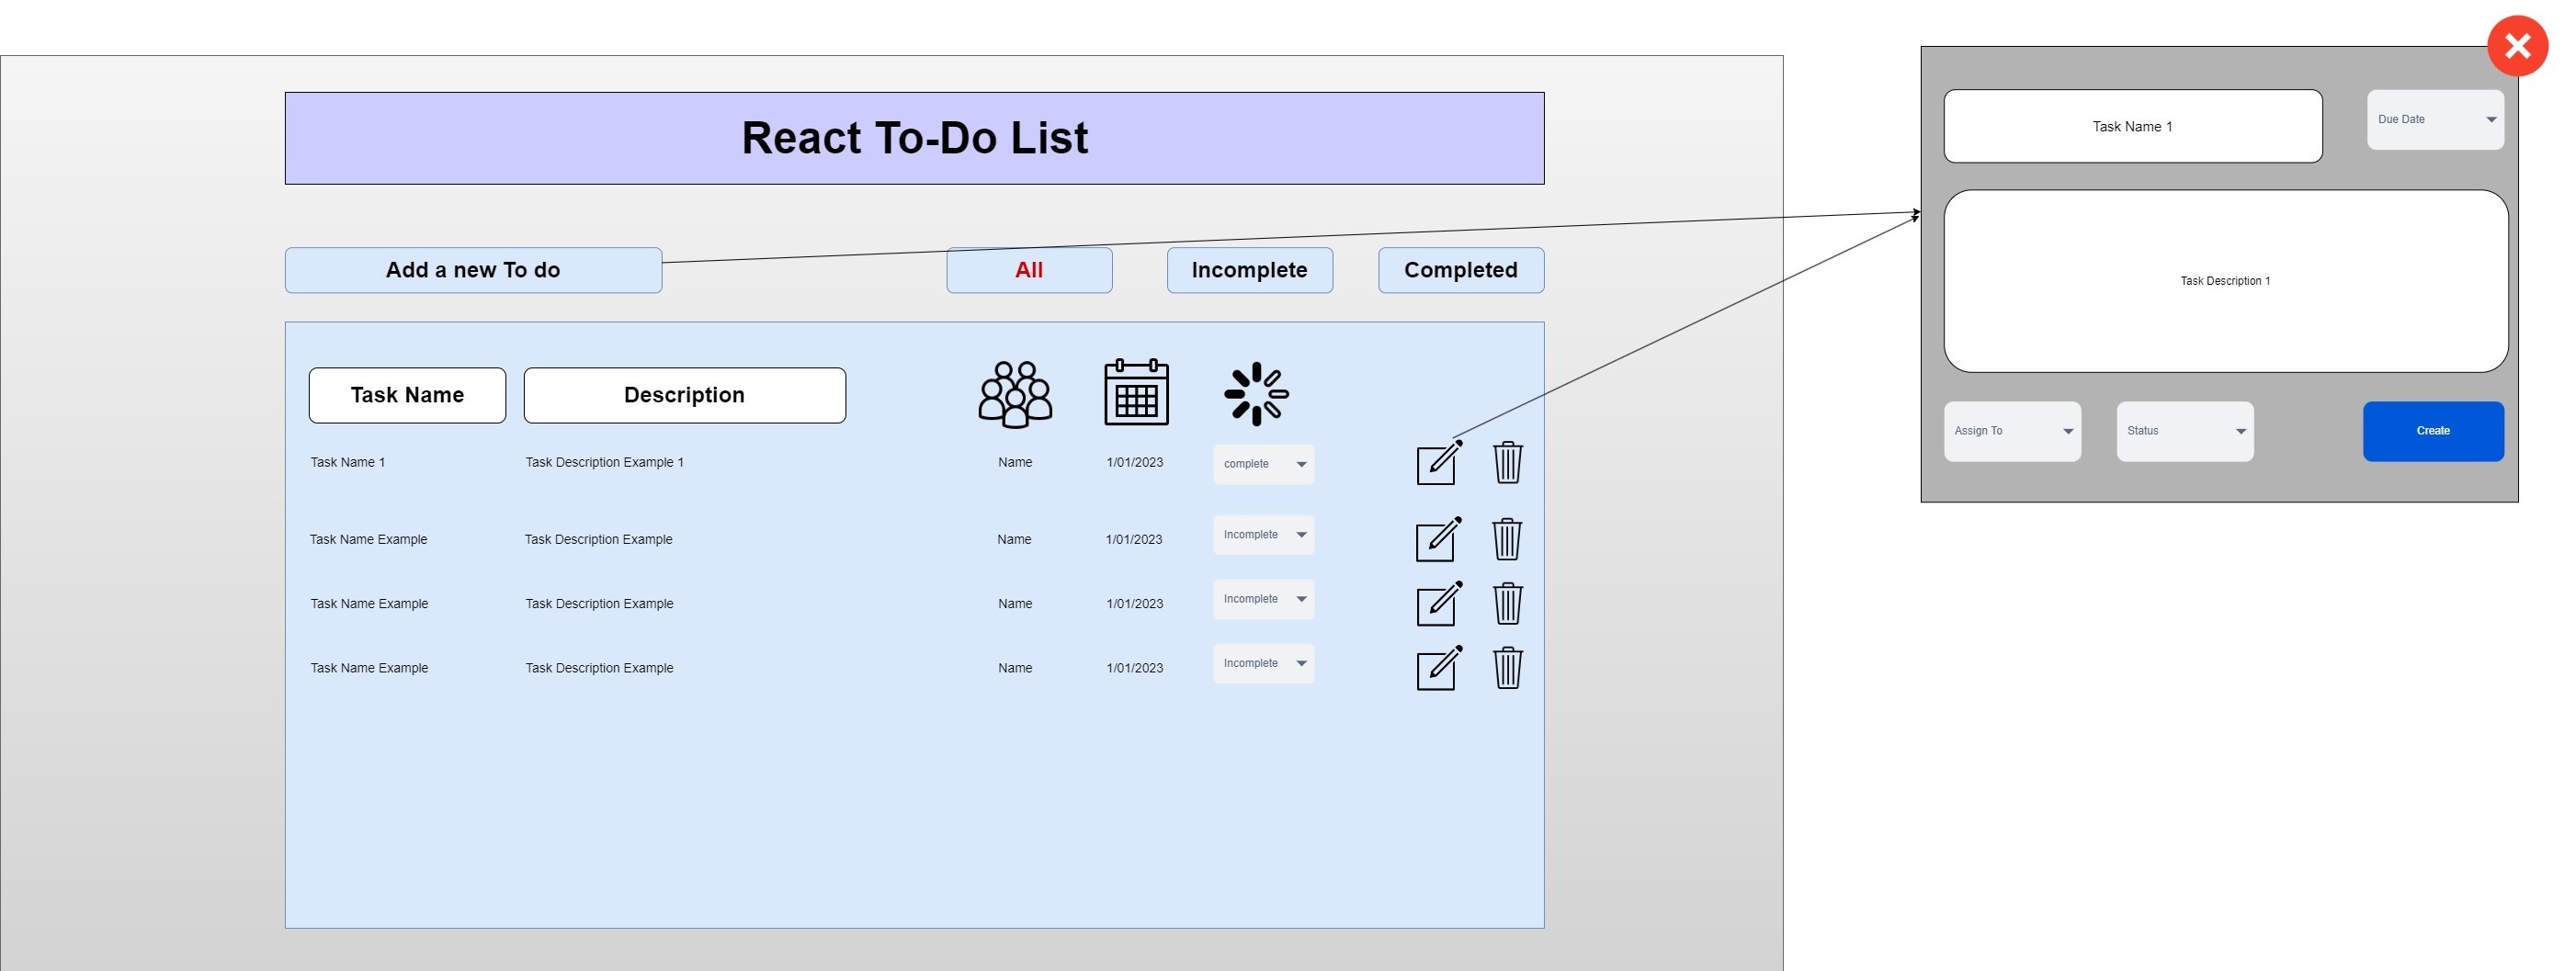 React To-Do List
Add a new To do
All
Incomplete
Completed
Task Name
Description
Task Name 1
Task Description Example 1
Name
1/01/2023
complete
Task Name Example
Task Description Example
Name
1/01/2023
Incomplete
Task Name Example
Task Description Example
Name
1/01/2023
Incomplete
Task Name Example
Task Description Example
Name
1/01/2023
Incomplete
Task Name 1
Due Date
Task Description 1
Assign To
Status
Create